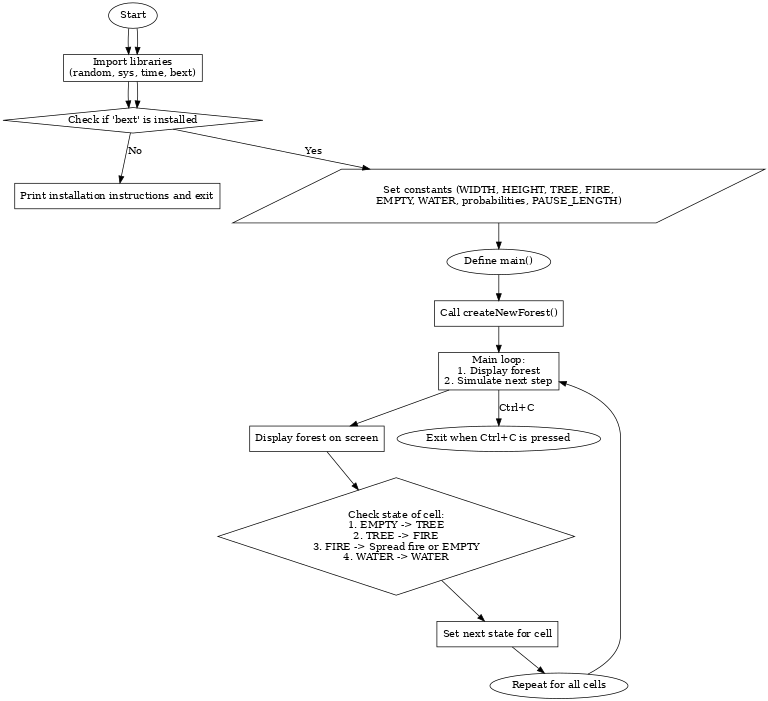 Start
Import libraries
(random, sys, time, bext)
Check if 'bext' is installed
No
Yes
Print installation instructions and exit
Set constants (WIDTH, HEIGHT, TREE, FIRE,
EMPTY, WATER, probabilities, PAUSE_LENGTH)
Define main()
Call createNewForest()
Main loop:
1. Display forest
2. Simulate next step
Ctrl+C
Display forest on screen
Exit when Ctrl+C is pressed
Check state of cell:
1. EMPTY -> TREE
2. TREE -> FIRE
3. FIRE -> Spread fire or EMPTY
4. WATER -> WATER
Set next state for cell
Repeat for all cells